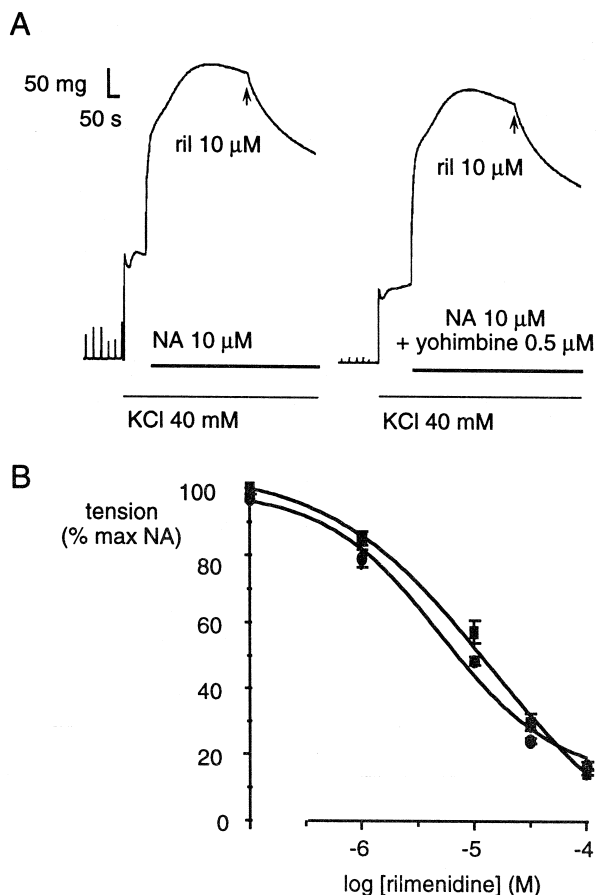 A
50 mg
50 s
ril 10 μM
NA 10 μM
KCl 40 mM
ril 10 μM
NA 10 μM
+ yohimbine 0.5 μM
KCl 40 mM
B
tension
(% max NA)
100
80
60
40
20
0
-6
-5
-4
log [rilmenidine] (M)